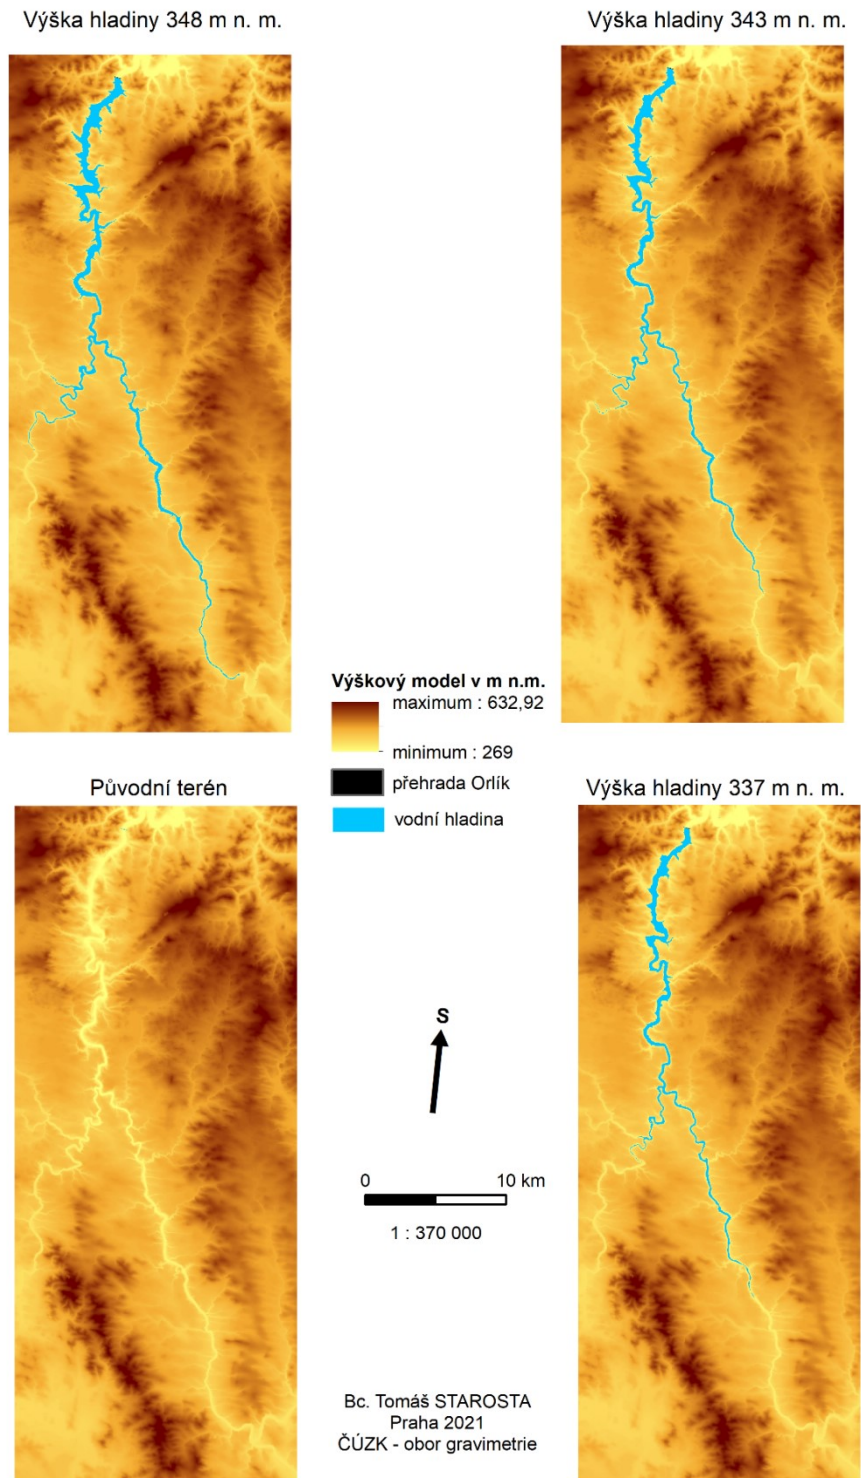 Výška hladiny 348 m n. m.
Výška hladiny 343 m n. m.
Výškový model v m n.m.
maximum : 632,92
minimum : 269
přehrada Orlík
vodní hladina
Původní terén
Výška hladiny 337 m n. m.
S
0 10 km
1 : 370 000
Bc. Tomáš STAROSTA
Praha 2021
ČÚZK - obor gravimetrie